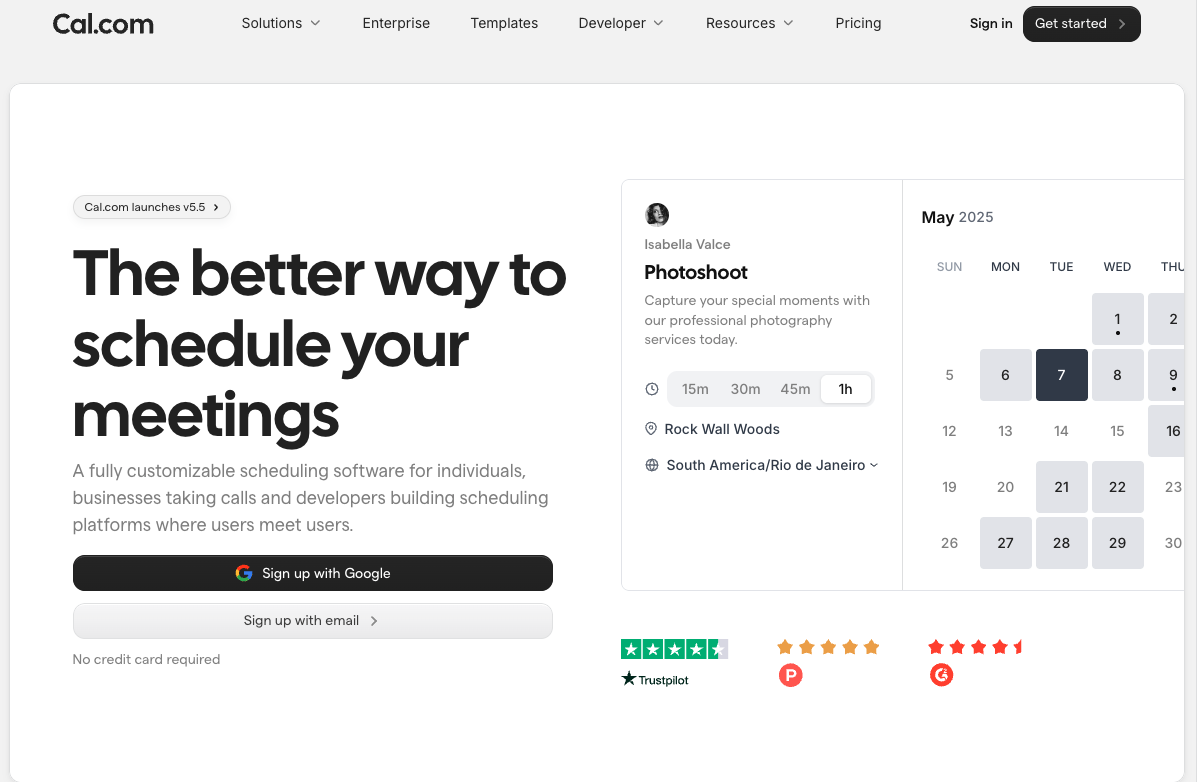 Cal.com
Solutions
Enterprise
Templates
Developer
Resources
Pricing
Sign in
Get started
Cal.com launches v5.5
The better way to
schedule your
meetings
A fully customizable scheduling software for individuals,
businesses taking calls and developers building scheduling
platforms where users meet users.
Sign up with Google
Sign up with email
No credit card required
Isabella Valce
Photoshoot
Capture your special moments with
our professional photography
services today.
15m 30m 45m 1h
Rock Wall Woods
South America/Rio de Janeiro
May 2025
SUN MON TUE WED THU
1 2
5 6 7 8 9
12 13 14 15 16
19 20 21 22 23
26 27 28 29 30
Trustpilot
P
G